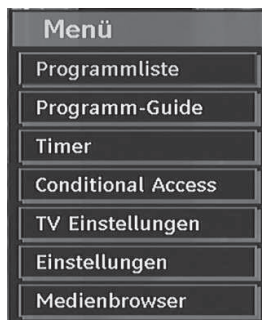 Menü
Programmliste
Programm-Guide
Timer
Conditional Access
TV Einstellungen
Einstellungen
Medienbrowser